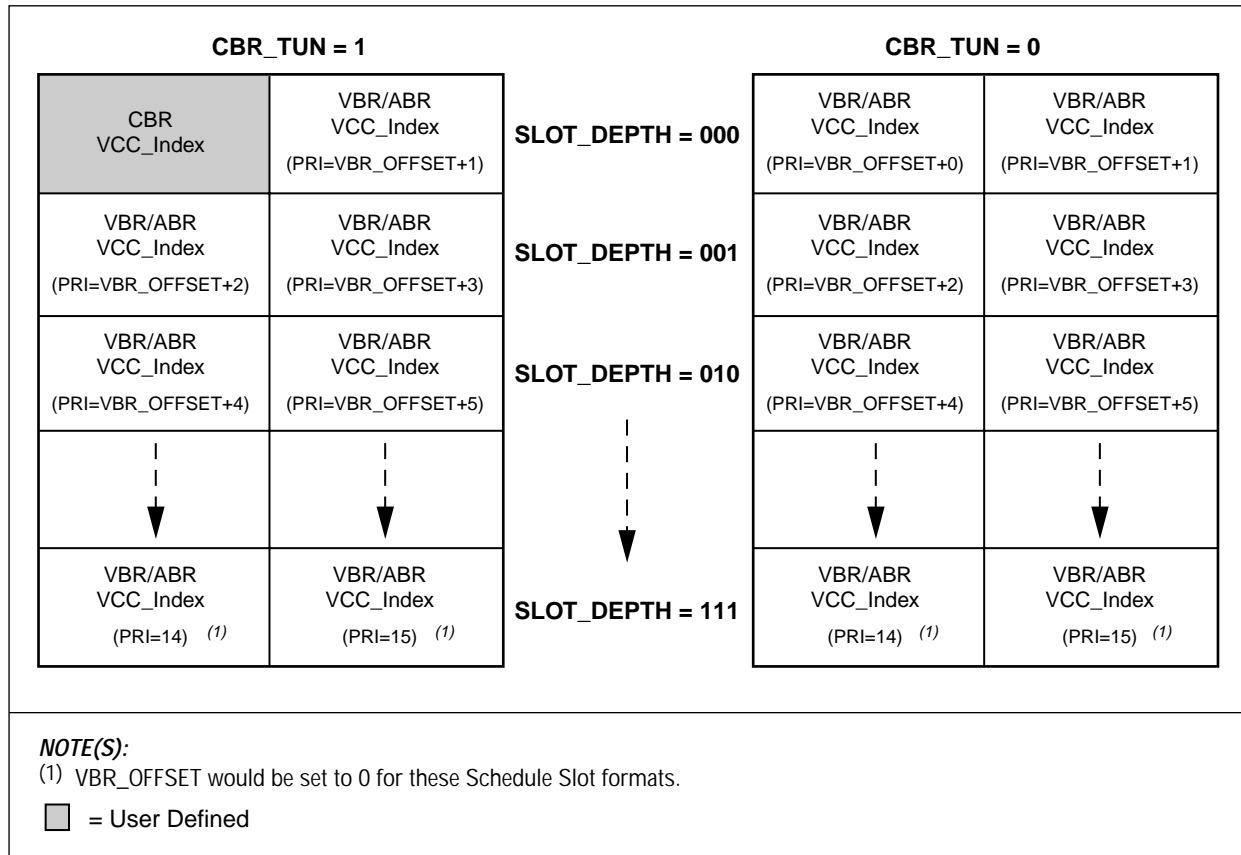 CBR_TUN = 1
CBR_TUN = 0
CBR
VCC_Index
VBR/ABR
VCC_Index
(PRI=VBR_OFFSET+1)
SLOT_DEPTH = 000
VBR/ABR
VCC_Index
(PRI=VBR_OFFSET+0)
VBR/ABR
VCC_Index
(PRI=VBR_OFFSET+1)
VBR/ABR
VCC_Index
(PRI=VBR_OFFSET+2)
VBR/ABR
VCC_Index
(PRI=VBR_OFFSET+3)
SLOT_DEPTH = 001
VBR/ABR
VCC_Index
(PRI=VBR_OFFSET+2)
VBR/ABR
VCC_Index
(PRI=VBR_OFFSET+3)
VBR/ABR
VCC_Index
(PRI=VBR_OFFSET+4)
VBR/ABR
VCC_Index
(PRI=VBR_OFFSET+5)
SLOT_DEPTH = 010
VBR/ABR
VCC_Index
(PRI=VBR_OFFSET+4)
VBR/ABR
VCC_Index
(PRI=VBR_OFFSET+5)
VBR/ABR
VCC_Index
(PRI=14) (1)
VBR/ABR
VCC_Index
(PRI=15) (1)
SLOT_DEPTH = 111
VBR/ABR
VCC_Index
(PRI=14) (1)
VBR/ABR
VCC_Index
(PRI=15) (1)
NOTE(S):
(1) VBR_OFFSET would be set to 0 for these Schedule Slot formats.
= User Defined